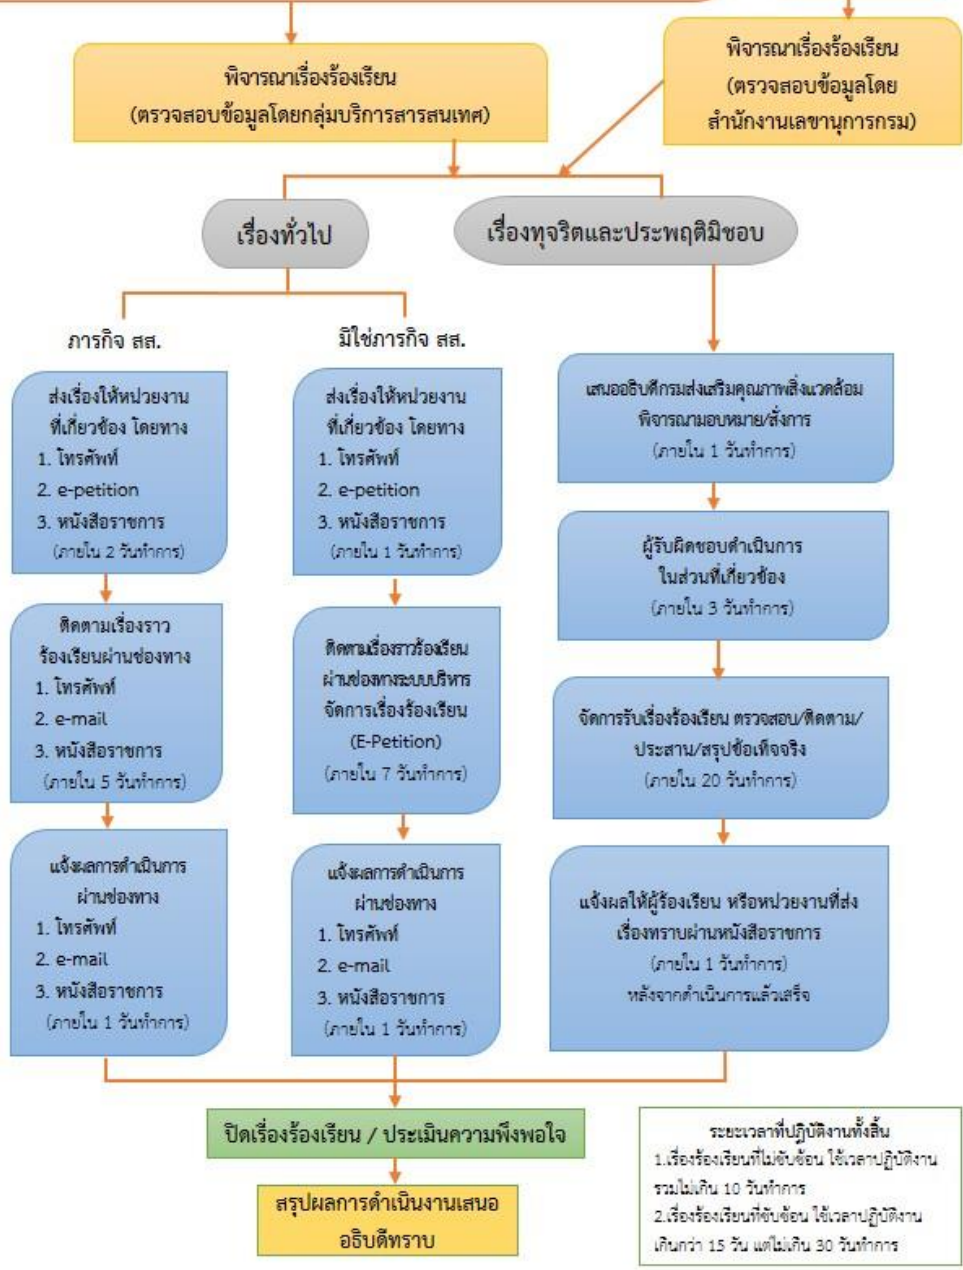 พิจารณาเรื่องร้องเรียน
(ตรวจสอบข้อมูลโดยกลุ่มบริการสารสนเทศ)
พิจารณาเรื่องร้องเรียน
(ตรวจสอบข้อมูลโดย
สำนักงานเลขานุการกรม)
เรื่องทั่วไป
เรื่องทุจริตและประพฤติมิชอบ
ภารกิจ สส.
มิใช่ภารกิจ สส.
ส่งเรื่องให้หน่วยงาน
ที่เกี่ยวข้อง โดยทาง
1. โทรศัพท์
2. e-petition
3. หนังสือราชการ
(ภายใน 2 วันทำการ)
ติดตามเรื่องราว
ร้องเรียนผ่านช่องทาง
1. โทรศัพท์
2. e-mail
3. หนังสือราชการ
(ภายใน 5 วันทำการ)
แจ้งผลการดำเนินการ
ผ่านช่องทาง
1. โทรศัพท์
2. e-mail
3. หนังสือราชการ
(ภายใน 1 วันทำการ)
ส่งเรื่องให้หน่วยงาน
ที่เกี่ยวข้อง โดยทาง
1. โทรศัพท์
2. e-petition
3. หนังสือราชการ
(ภายใน 1 วันทำการ)
ติดตามเรื่องราวร้องเรียน
ผ่านช่องทางระบบบริหาร
จัดการเรื่องร้องเรียน
(E-Petition)
(ภายใน 7 วันทำการ)
แจ้งผลการดำเนินการ
ผ่านช่องทาง
1. โทรศัพท์
2. e-mail
3. หนังสือราชการ
(ภายใน 1 วันทำการ)
เสนออธิบดีกรมส่งเสริมคุณภาพสิ่งแวดล้อม
พิจารณามอบหมาย/สั่งการ
(ภายใน 1 วันทำการ)
ผู้รับผิดชอบดำเนินการ
ในส่วนที่เกี่ยวข้อง
(ภายใน 3 วันทำการ)
จัดการรับเรื่องร้องเรียน ตรวจสอบ/ติดตาม/
ประสาน/สรุปข้อเท็จจริง
(ภายใน 20 วันทำการ)
แจ้งผลให้ผู้ร้องเรียน หรือหน่วยงานที่ส่ง
เรื่องทราบผ่านหนังสือราชการ
(ภายใน 1 วันทำการ)
หลังจากดำเนินการแล้วเสร็จ
ปิดเรื่องร้องเรียน / ประเมินความพึงพอใจ
สรุปผลการดำเนินงานเสนอ
อธิบดีทราบ
ระยะเวลาที่ปฏิบัติงานทั้งสิ้น
1.เรื่องร้องเรียนที่ไม่ซับซ้อน ใช้เวลาปฏิบัติงาน
รวมไม่เกิน 10 วันทำการ
2.เรื่องร้องเรียนที่ซับซ้อน ใช้เวลาปฏิบัติงาน
เกินกว่า 15 วัน แต่ไม่เกิน 30 วันทำการ